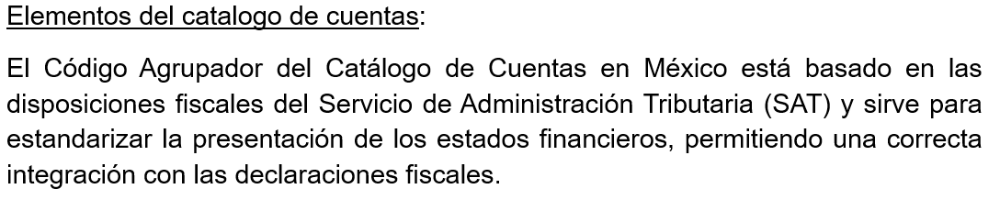 Elementos del catalogo de cuentas:
El Código Agrupador del Catálogo de Cuentas en México está basado en las
disposiciones fiscales del Servicio de Administración Tributaria (SAT) y sirve para
estandarizar la presentación de los estados financieros, permitiendo una correcta
integración con las declaraciones fiscales.